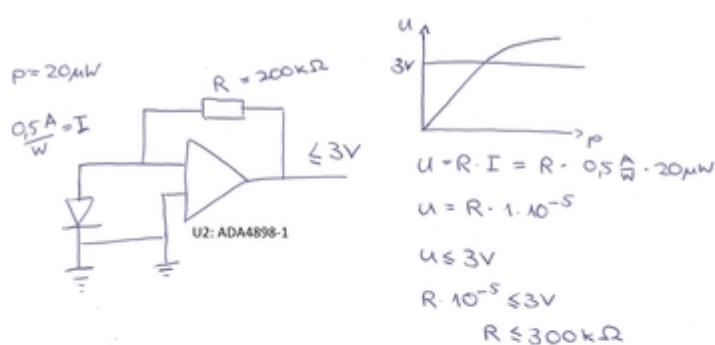 p = 20μW
0,5 A/W = I
R = 200kΩ
≤ 3V
U2: ADA4898-1
u
3V
p
u = R · I = R · 0,5 A/W · 20μW
u = R · 1 · 10⁻⁵
u ≤ 3V
R · 10⁻⁵ ≤ 3V
R ≤ 300kΩ